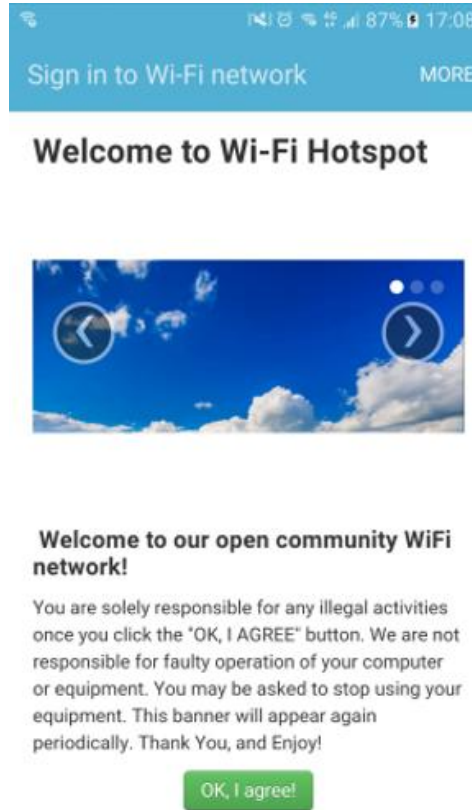 87% 17:08
Sign in to Wi-Fi network MORE
Welcome to Wi-Fi Hotspot
Welcome to our open community WiFi
network!
You are solely responsible for any illegal activities
once you click the "OK, I AGREE" button. We are not
responsible for faulty operation of your computer
or equipment. You may be asked to stop using your
equipment. This banner will appear again
periodically. Thank You, and Enjoy!
OK, I agree!